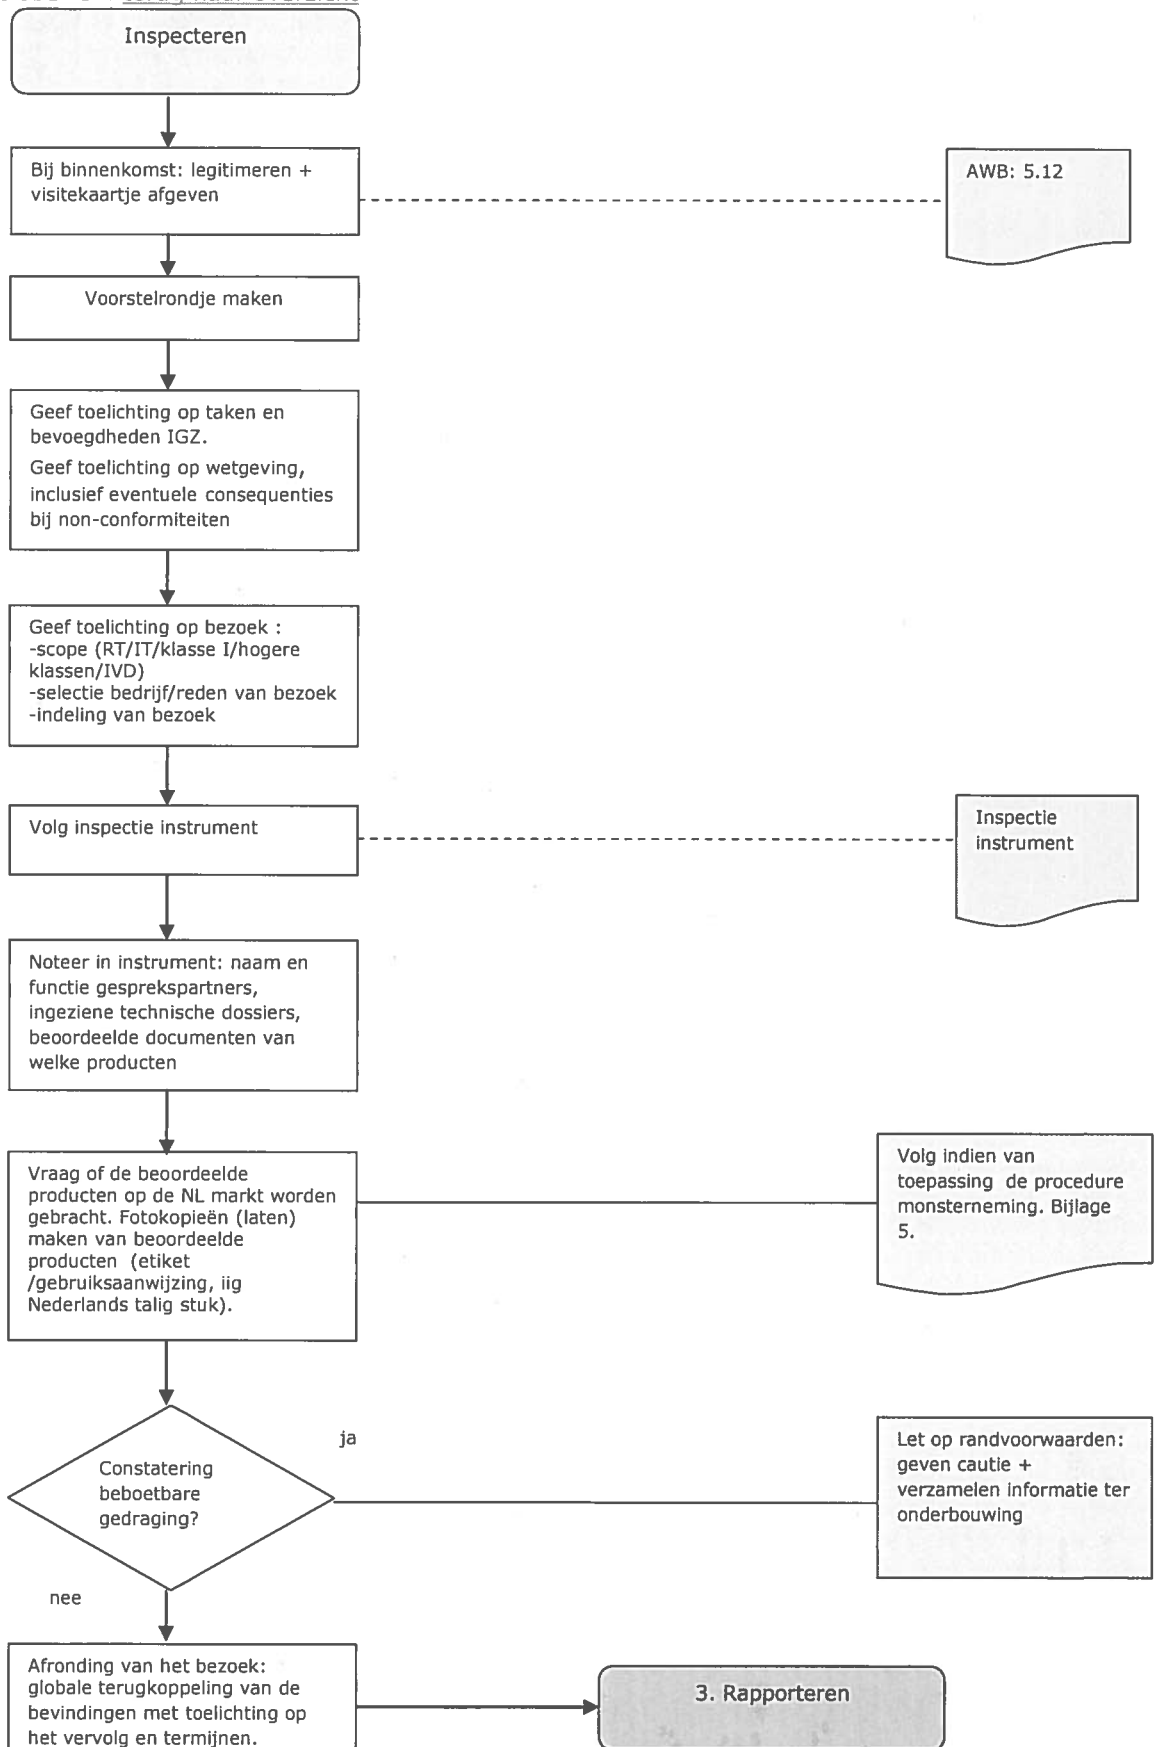 terug naar overzicht
Inspecteren
Bij binnenkomst: legitimeren +
visitekaartje afgeven
AWB: 5.12
Voorstelrondje maken
Geef toelichting op taken en
bevoegdheden IGZ.
Geef toelichting op wetgeving,
inclusief eventuele consequenties
bij non-conformiteiten
Geef toelichting op bezoek :
-scope (RT/IT/klasse I/hogere
klassen/IVD)
-selectie bedrijf/reden van bezoek
-indeling van bezoek
Volg inspectie instrument
Inspectie
instrument
Noteer in instrument: naam en
functie gesprekspartners,
ingeziene technische dossiers,
beoordeelde documenten van
welke producten
Vraag of de beoordeelde
producten op de NL markt worden
gebracht. Fotokopieën (laten)
maken van beoordeelde
producten (etiket
/gebruiksaanwijzing, iig
Nederlands talig stuk).
Volg indien van
toepassing de procedure
monsterneming. Bijlage
5.
Constatering
beboetbare
gedraging?
ja
Let op randvoorwaarden:
geven cautie +
verzamelen informatie ter
onderbouwing
nee
Afronding van het bezoek:
globale terugkoppeling van de
bevindingen met toelichting op
het vervolg en termijnen.
3. Rapporteren